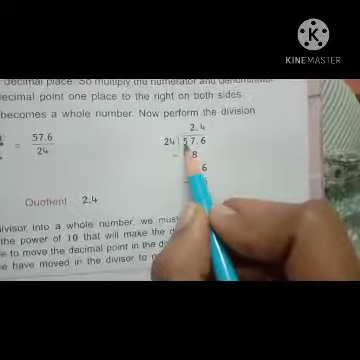 KINEMASTER
decimal place. So multiply the numerator and
decimal point one place to the right on both sides.
becomes a whole number. Now perform the division
= 57.6
24
2.4
24) 57.6
- 8
6
Quotient 2.4
divisor into a whole number, we must
the power of 10 that will make the
to move the decimal point in the
have moved in the divisor to